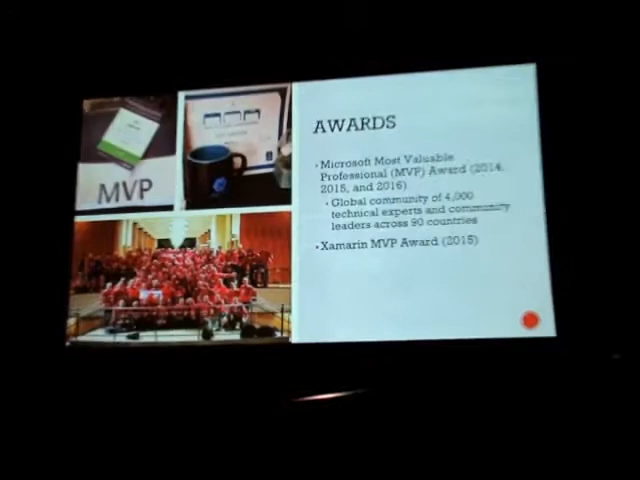 MVP
AWARDS
Microsoft Most Valuable
Professional (MVP) Award (2014,
2015, and 2016)
Global community of 4,000
technical experts and community
leaders across 90 countries
Xamarin MVP Award (2015)